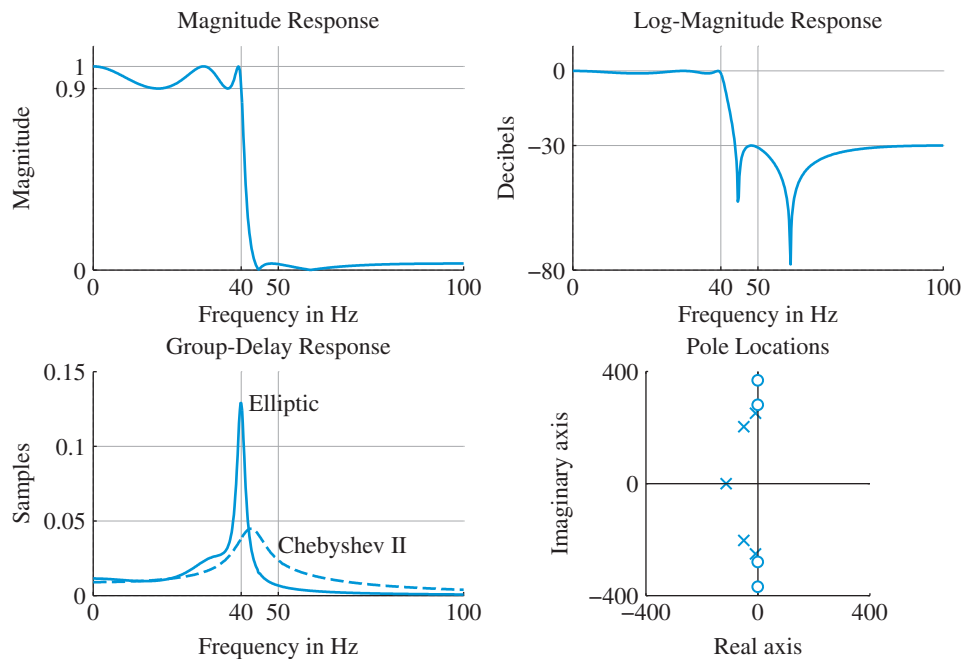 Magnitude Response
1
0.9
0
Magnitude
0
40
50
100
Frequency in Hz
Log-Magnitude Response
0
−30
−80
Decibels
0
40
50
100
Frequency in Hz
Group-Delay Response
0.15
0.1
0.05
0
Samples
Elliptic
Chebyshev II
0
40
50
100
Frequency in Hz
Pole Locations
400
0
−400
Imaginary axis
−400
0
400
Real axis